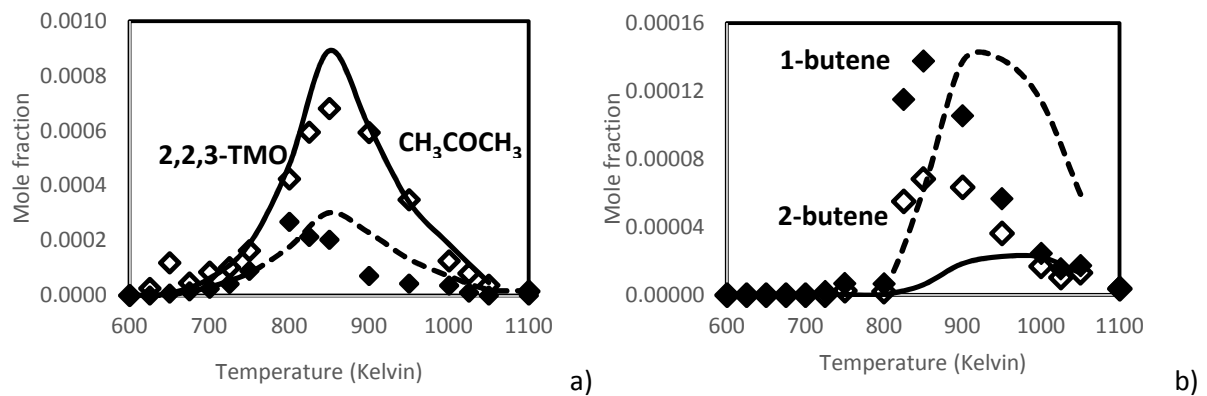 0.0010
0.0008
0.0006
0.0004
0.0002
0.0000
Mole fraction
2,2,3-TMO
CH₃COCH₃
600 700 800 900 1000 1100
Temperature (Kelvin)
a)
0.00016
0.00012
0.00008
0.00004
0.00000
Mole fraction
1-butene
2-butene
600 700 800 900 1000 1100
Temperature (Kelvin)
b)